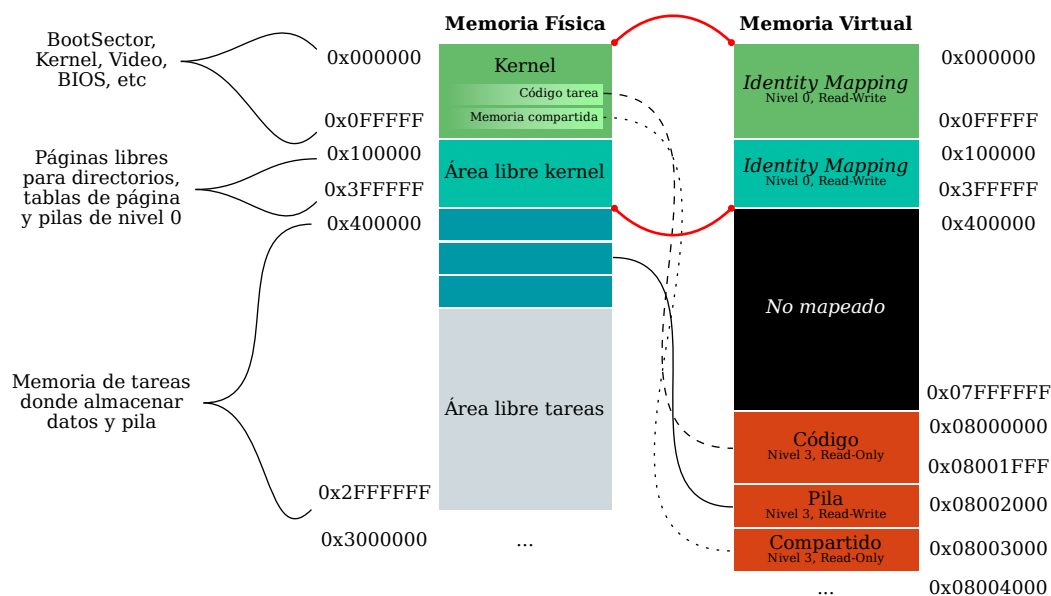 Memoria Física
Memoria Virtual
BootSector,
Kernel, Video,
BIOS, etc
0x000000
0x0FFFFF
Kernel
Código tarea
Memoria compartida
Identity Mapping
Nivel 0, Read-Write
0x000000
0x0FFFFF
Páginas libres
para directorios,
tablas de página
y pilas de nivel 0
0x100000
0x3FFFFF
0x400000
Área libre kernel
Identity Mapping
Nivel 0, Read-Write
0x100000
0x3FFFFF
0x400000
No mapeado
0x07FFFFFF
Memoria de tareas
donde almacenar
datos y pila
Área libre tareas
0x2FFFFFF
0x3000000
...
Código
Nivel 3, Read-Only
0x08000000
0x08001FFF
Pila
Nivel 3, Read-Write
0x08002000
Compartido
Nivel 3, Read-Only
0x08003000
...
0x08004000